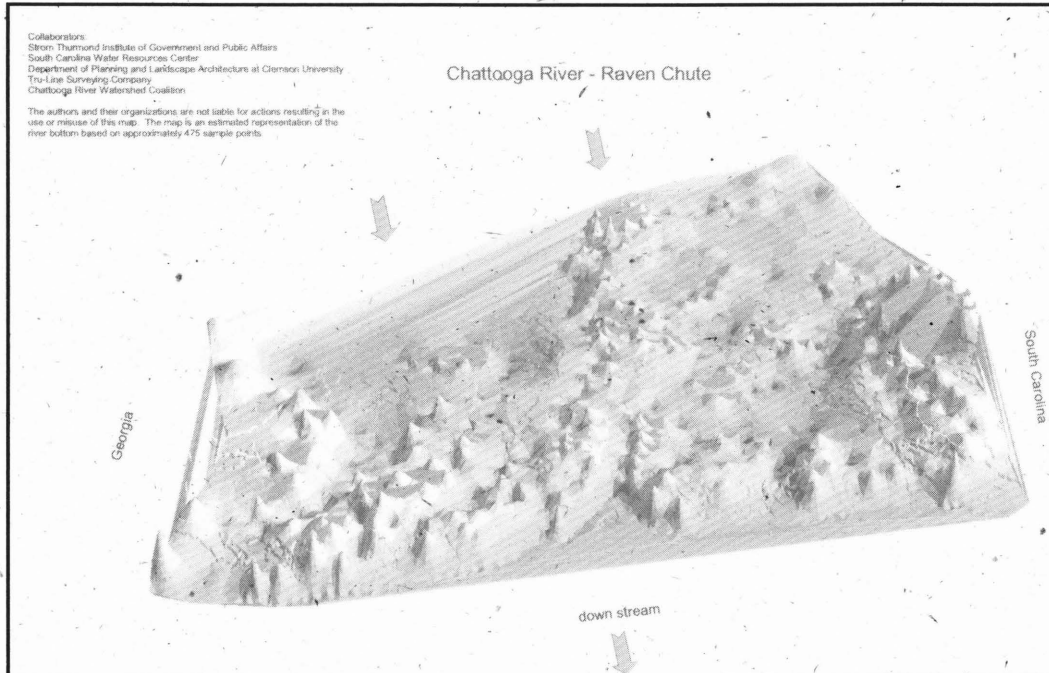 Collaborators:
Strom Thurmond Institute of Government and Public Affairs
South Carolina Water Resources Center
Department of Planning and Landscape Architecture at Clemson University
Tru-Line Surveying Company
Chattooga River Watershed Coalition
The authors and their organizations are not liable for actions resulting in the
use or misuse of this map. The map is an estimated representation of the
river bottom based on approximately 475 sample points.
Chattooga River - Raven Chute
Georgia
South Carolina
down stream